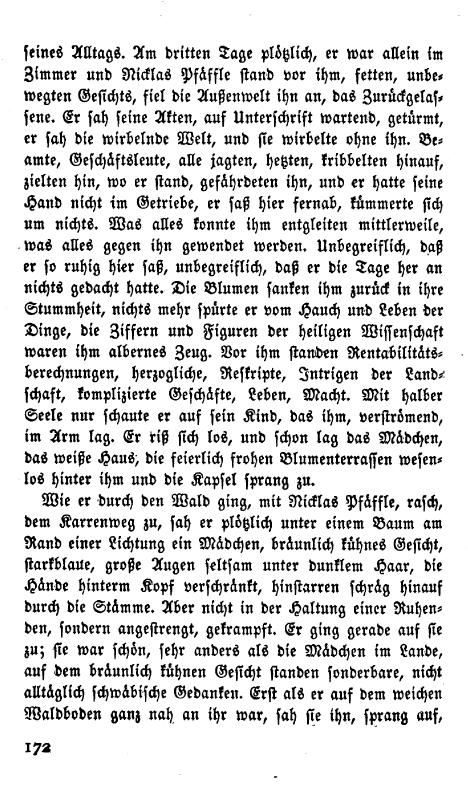 seines Alltags. Am dritten Tage plötzlich, er war allein im
Zimmer und Nicklas Pfäffle stand vor ihm, fetten, unbe-
wegten Gesichts, fiel die Außenwelt ihn an, das Zurückgelas-
sene. Er sah seine Akten, auf Unterschrift wartend, getürmt,
er sah die wirbelnde Welt, und sie wirbelte ohne ihn. Be-
amte, Geschäftsleute, alle jagten, hetzten, kribbelten hinauf,
zielten hin, wo er stand, gefährdeten ihn, und er hatte seine
Hand nicht im Getriebe, er saß hier fernab, kümmerte sich
um nichts. Was alles konnte ihm entgleiten mittlerweile,
was alles gegen ihn gewendet werden. Unbegreiflich, daß
er so ruhig hier saß, unbegreiflich, daß er die Tage her an
nichts gedacht hatte. Die Blumen sanken ihm zurück in ihre
Stummheit, nichts mehr spürte er vom Hauch und Leben der
Dinge, die Ziffern und Figuren der heiligen Wissenschaft
waren ihm albernes Zeug. Vor ihm standen Rentabilitäts-
berechnungen, herzogliche, Reskripte, Intrigen der Land-
schaft, komplizierte Geschäfte, Leben, Macht. Mit halber
Seele nur schaute er auf sein Kind, das ihm, verströmend,
im Arm lag. Er riß sich los, und schon lag das Mädchen,
das weiße Haus, die feierlich frohen Blumenterrassen wesen-
los hinter ihm und die Kapsel sprang zu.
Wie er durch den Wald ging, mit Nicklas Pfäffle, rasch,
dem Karrenweg zu, sah er plötzlich unter einem Baum am
Rand einer Lichtung ein Mädchen, bräunlich kühnes Gesicht,
starkblaue, große Augen seltsam unter dunklem Haar, die
Hände hinterm Kopf verschränkt, hinstarren schräg hinauf
durch die Stämme. Aber nicht in der Haltung einer Ruhen-
den, sondern angestrengt, gekrampft. Er ging gerade auf sie
zu; sie war schön, sehr anders als die Mädchen im Lande,
auf dem bräunlich kühnen Gesicht standen sonderbare, nicht
alltäglich schwäbische Gedanken. Erst als er auf dem weichen
Waldboden ganz nah an ihr war, sah sie ihn, sprang auf,
172